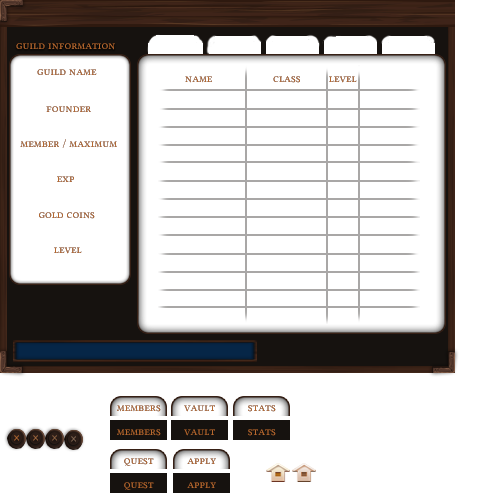 GUILD INFORMATION
GUILD NAME
FOUNDER
MEMBER / MAXIMUM
EXP
GOLD COINS
LEVEL
NAME CLASS LEVEL
MEMBERS VAULT STATS
MEMBERS VAULT STATS
QUEST APPLY
QUEST APPLY